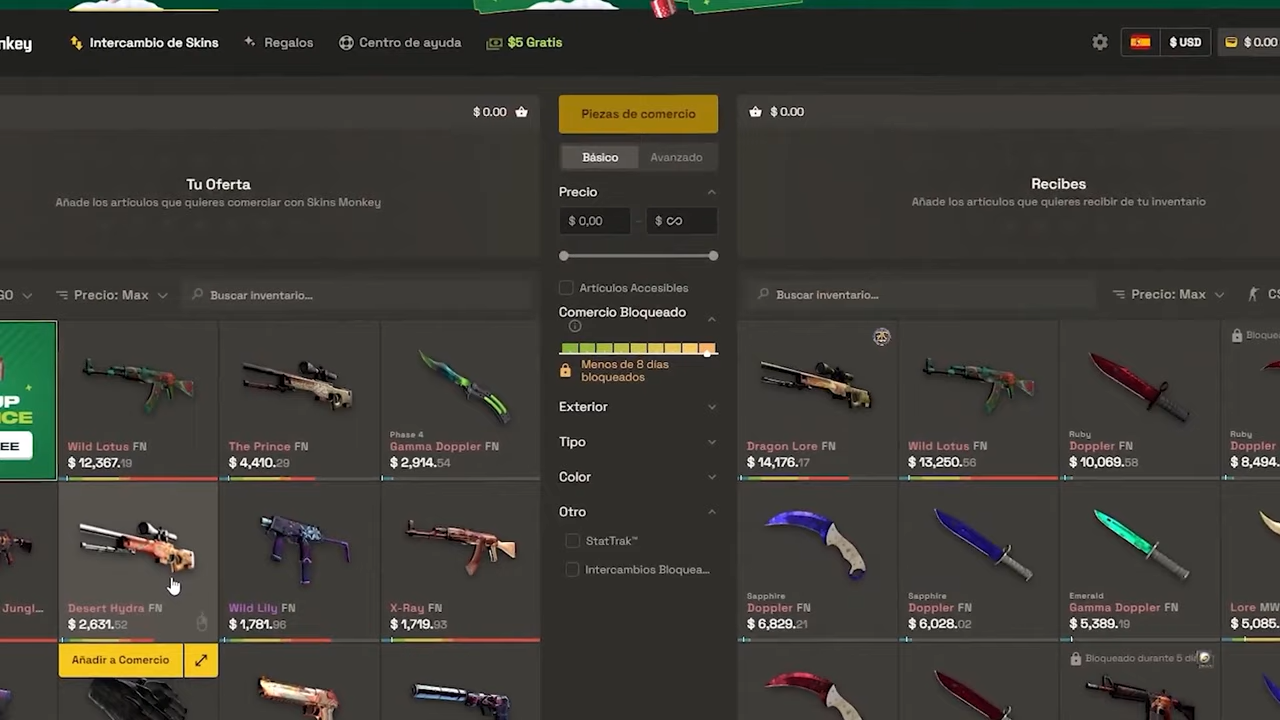 nkey
Intercambio de Skins
Regalos
Centro de ayuda
$5 Gratis
$ USD
$ 0.00
$ 0.00
Piezas de comercio
$ 0.00
Básico
Avanzado
Tu Oferta
Añade los artículos que quieres comerciar con Skins Monkey
Precio
$ 0,00
-
$ ∞
Recibes
Añade los artículos que quieres recibir de tu inventario
GO
Precio: Max
Buscar inventario...
Artículos Accesibles
Comercio Bloqueado
Menos de 8 días
bloqueados
Exterior
Tipo
Color
Otro
StatTrak™
Intercambios Bloquea...
Buscar inventario...
Precio: Max
CS
UP
ICE
EE
Wild Lotus FN
$ 12,367.19
The Prince FN
$ 4,410.29
Phase 4
Gamma Doppler FN
$ 2,914.54
Dragon Lore FN
$ 14,176.17
Wild Lotus FN
$ 13,250.56
Ruby
Doppler FN
$ 10,069.58
Bloque
Ruby
Doppler FN
$ 8,494.
Jungl...
Desert Hydra FN
$ 2,631.52
Añadir a Comercio
Wild Lily FN
$ 1,781.96
X-Ray FN
$ 1,719.93
Sapphire
Doppler FN
$ 6,829.21
Sapphire
Doppler FN
$ 6,028.02
Emerald
Gamma Doppler FN
$ 5,389.19
Lore MW
$ 5,085.
Bloqueado durante 5 día